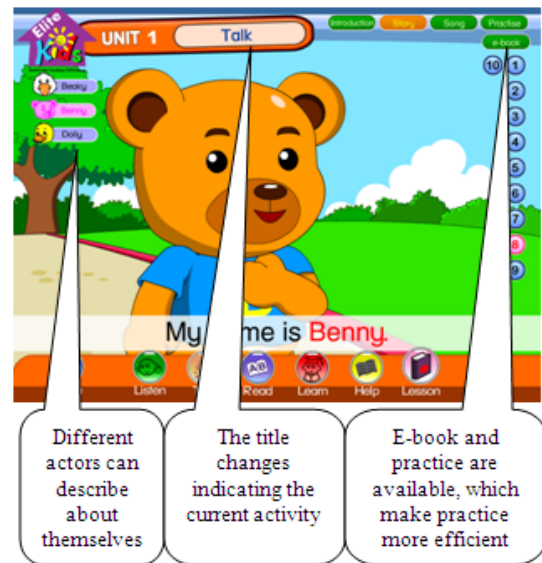 Elite
Kids
UNIT 1 Talk
Introduction Story Song Practise
e-book
Beaky
Benny
Dolly
10 1
2
3
4
5
6
7
8
9
My me is Benny.
Listen Read Learn Help Lesson
Different
actors can
describe
about
themselves
The title
changes
indicating the
current activity
E-book and
practice are
available, which
make practice
more efficient